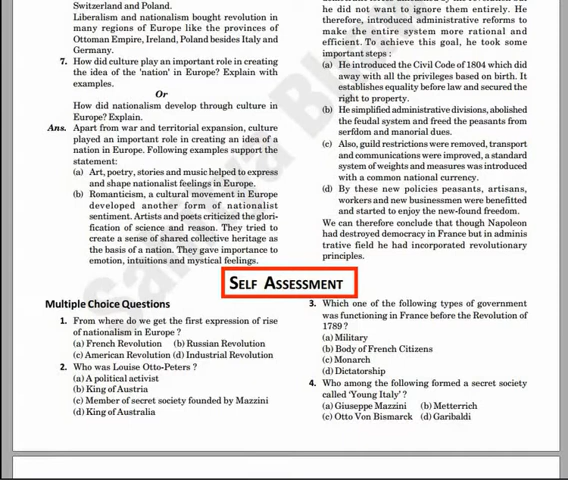 Switzerland and Poland.
Liberalism and nationalism bought revolution in
many regions of Europe like the provinces of
Ottoman Empire, Ireland, Poland besides Italy and
Germany.
7. How did culture play an important role in creating
the idea of the 'nation' in Europe? Explain with
examples.
Or
How did nationalism develop through culture in
Europe? Explain.
Ans. Apart from war and territorial expansion, culture
played an important role in creating an idea of a
nation in Europe. Following examples support the
statement:
(a) Art, poetry, stories and music helped to express
and shape nationalist feelings in Europe.
(b) Romanticism, a cultural movement in Europe
developed another form of nationalist
sentiment. Artists and poets criticized the glori-
fication of science and reason. They tried to
create a sense of shared collective heritage as
the basis of a nation. They gave importance to
emotion, intuitions and mystical feelings.
he did not want to ignore them entirely. He
therefore, introduced administrative reforms to
make the entire system more rational and
efficient. To achieve this goal, he took some
important steps :
(a) He introduced the Civil Code of 1804 which did
away with all the privileges based on birth. It
establishes equality before law and secured the
right to property.
(b) He simplified administrative divisions, abolished
the feudal system and freed the peasants from
serfdom and manorial dues.
(c) Also, guild restrictions were removed, transport
and communications were improved, a standard
system of weights and measures was introduced
with a common national currency.
(d) By these new policies peasants, artisans,
workers and new businessmen were benefitted
and started to enjoy the new-found freedom.
We can therefore conclude that though Napoleon
had destroyed democracy in France but in adminis
trative field he had incorporated revolutionary
principles.
SELF ASSESSMENT
Multiple Choice Questions
1. From where do we get the first expression of rise
of nationalism in Europe ?
(a) French Revolution (b) Russian Revolution
(c) American Revolution (d) Industrial Revolution
2. Who was Louise Otto-Peters ?
(a) A political activist
(b) King of Austria
(c) Member of secret society founded by Mazzini
(d) King of Australia
3. Which one of the following types of government
was functioning in France before the Revolution of
1789 ?
(a) Military
(b) Body of French Citizens
(c) Monarch
(d) Dictatorship
4. Who among the following formed a secret society
called 'Young Italy' ?
(a) Giuseppe Mazzini (b) Metterrich
(c) Otto Von Bismarck (d) Garibaldi